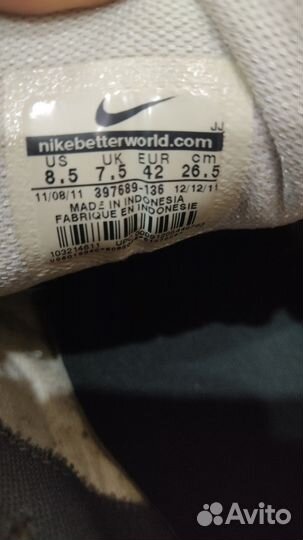 JJ
nikebetterworld.com
US UK EUR cm
8.5 7.5 42 26.5
11/08/11 397689-136 12/12/11
MADE IN INDONESIA
FABRIQUE EN INDONESIE
Avito